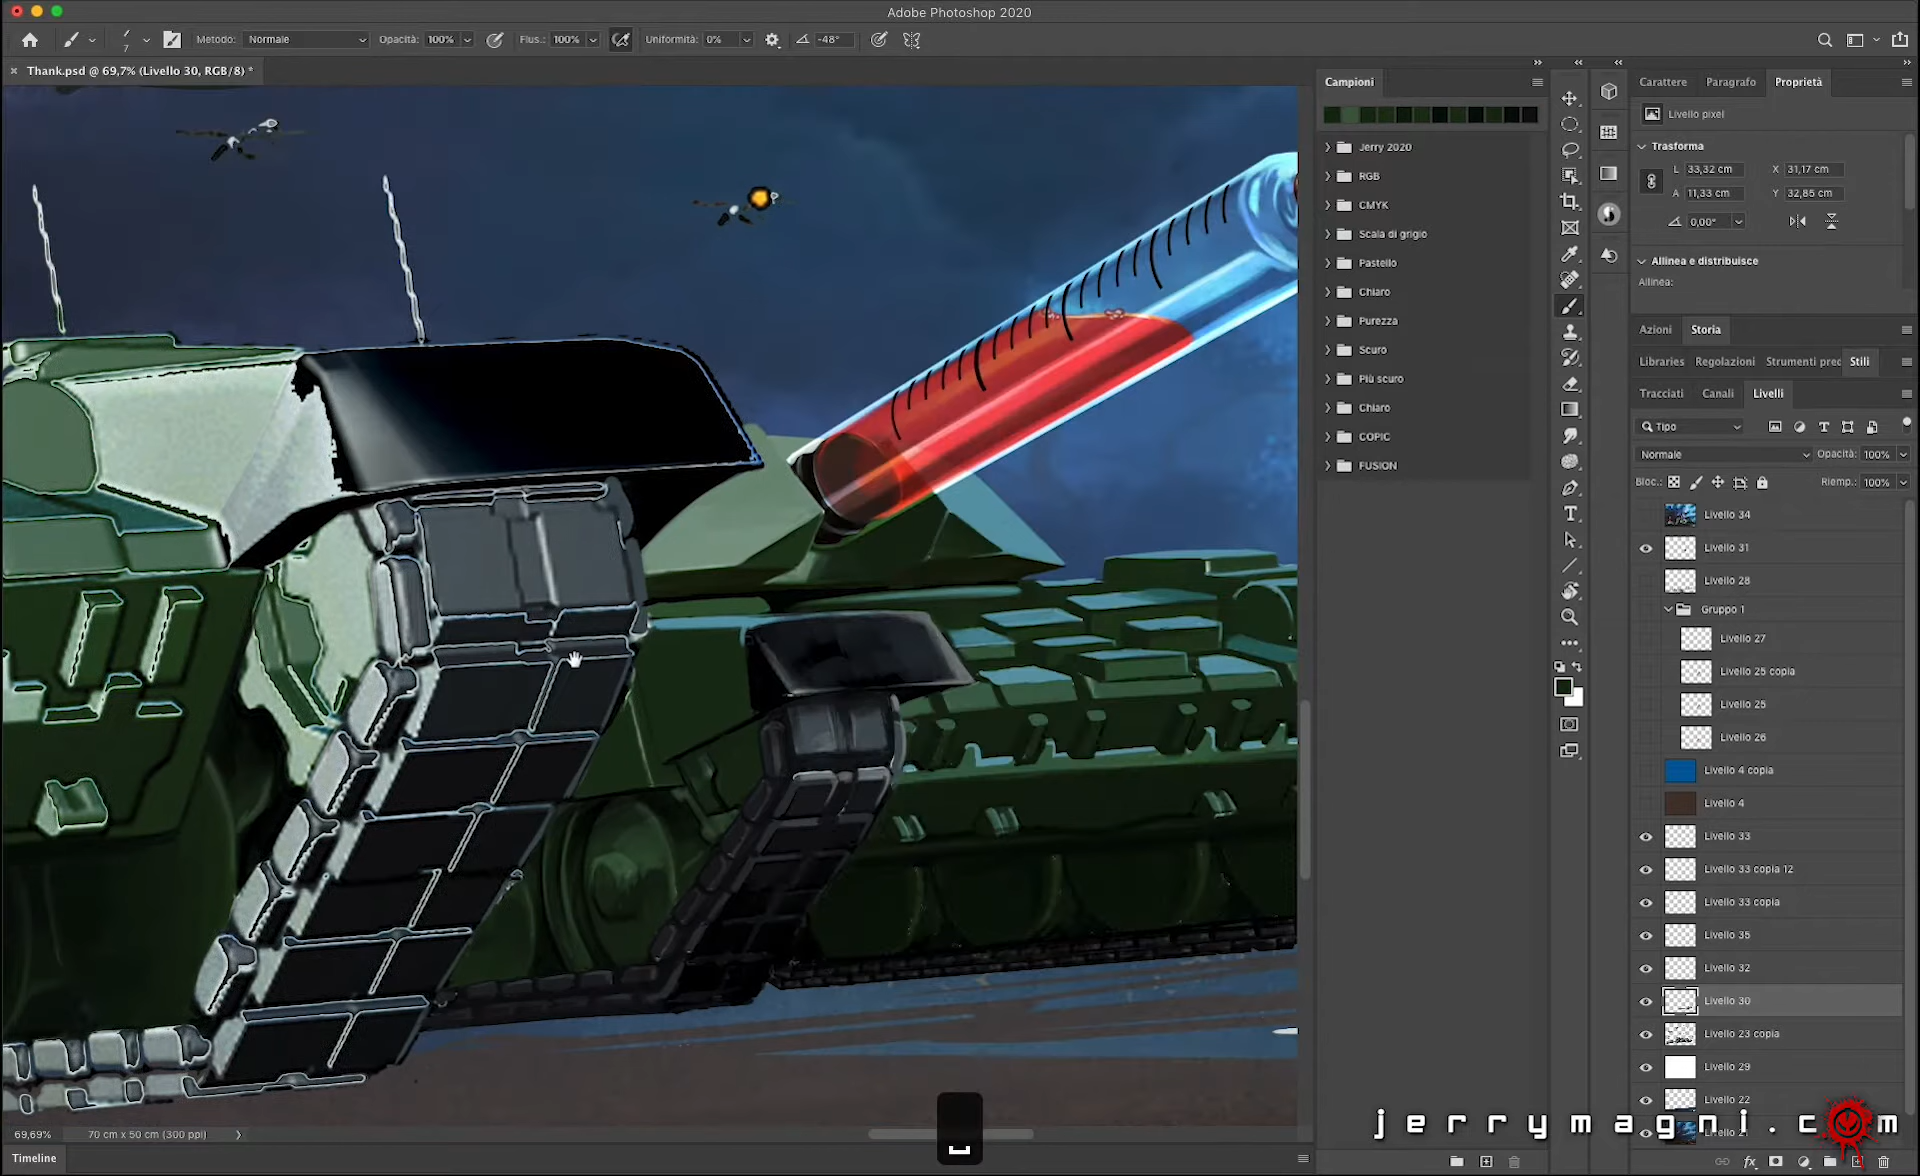 Adobe Photoshop 2020
7 Metodo: Normale Opacità: 100% Flus.: 100% Uniformità: 0% -48°
Thank.psd @ 69,7% (Livello 30, RGB/8) *
Campioni
Jerry 2020
RGB
CMYK
Scala di grigio
Pastello
Chiaro
Purezza
Scuro
Più scuro
Chiaro
COPIC
FUSION
Carattere Paragrafo Proprietà
Livello pixel
Trasforma
L 33,32 cm X 31,17 cm
A 11,33 cm Y 32,85 cm
0,00°
Allinea e distribuisce
Allinea:
Azioni Storia
Libraries Regolazioni Strumenti prec Stili
Tracciati Canali Livelli
Tipo
Normale Opacità: 100%
Bloc.: Riemp.: 100%
Livello 34
Livello 31
Livello 28
Gruppo 1
Livello 27
Livello 25 copia
Livello 25
Livello 26
Livello 4 copia
Livello 4
Livello 33
Livello 33 copia 12
Livello 33 copia
Livello 35
Livello 32
Livello 30
Livello 23 copia
Livello 29
Livello 22
jerrymagni.com
69,69% 70 cm x 50 cm (300 ppi)
Timeline